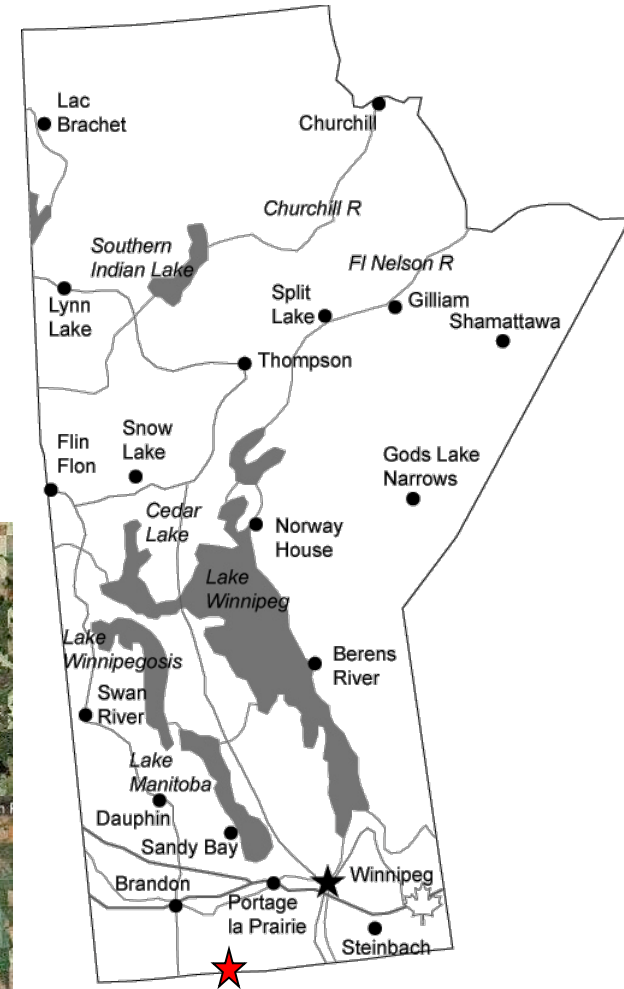 Lac
Brachet
Churchill
Churchill R
Southern
Indian Lake
Fl Nelson R
Lynn
Lake
Split
Lake
Gilliam
Shamattawa
Thompson
Flin
Flon
Snow
Lake
Gods Lake
Narrows
Cedar
Lake
Norway
House
Lake
Winnipeg
Lake
Winnipegosis
Berens
River
Swan
River
Lake
Manitoba
Dauphin
Sandy Bay
Brandon
Portage
la Prairie
Winnipeg
Steinbach